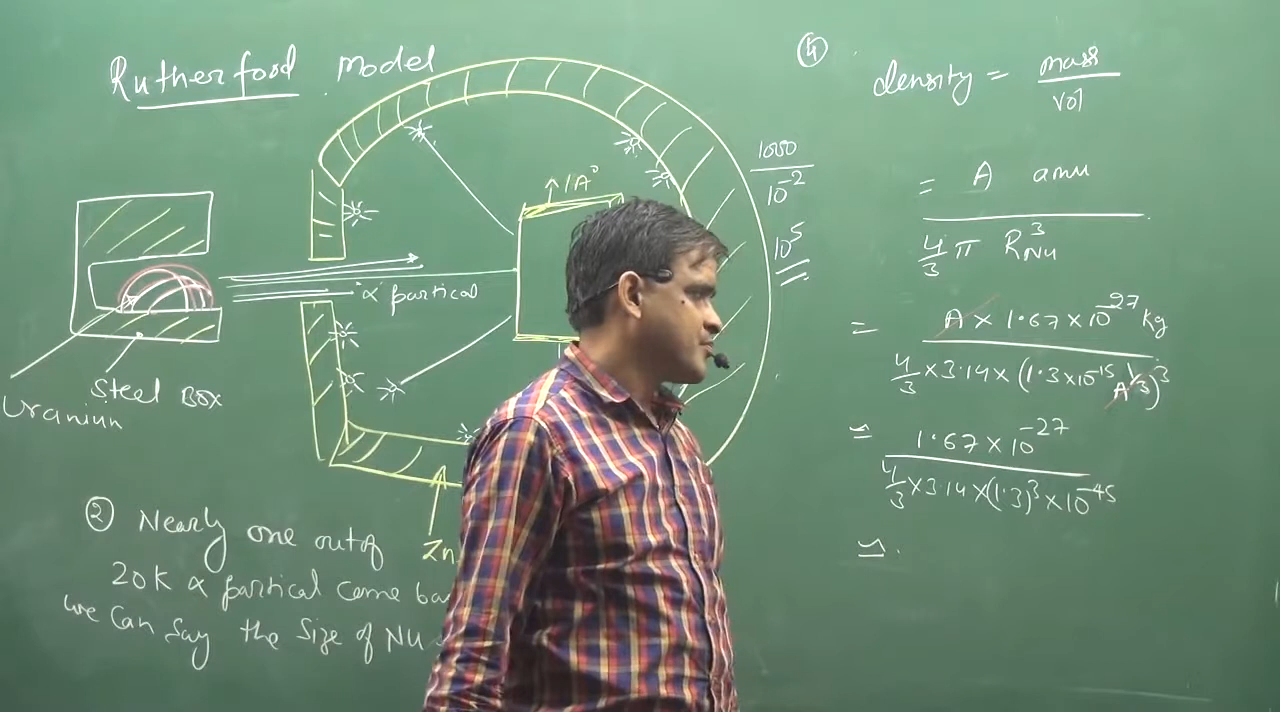 Rutherford model
1A°
α partical
Steel Box
Uranium
Zn
② Nearly one out of
20K α partical came ba
we can say the size of Nu
1000
10⁻²
10⁵
④
density = mass
vol
= A amu
4/3 π R³Nu
= A × 1.67 × 10⁻²⁷ kg
4/3 × 3.14 × (1.3 × 10⁻¹⁵ A^1/3)³
≃ 1.67 × 10⁻²⁷
4/3 × 3.14 × (1.3)³ × 10⁻⁴⁵
≃